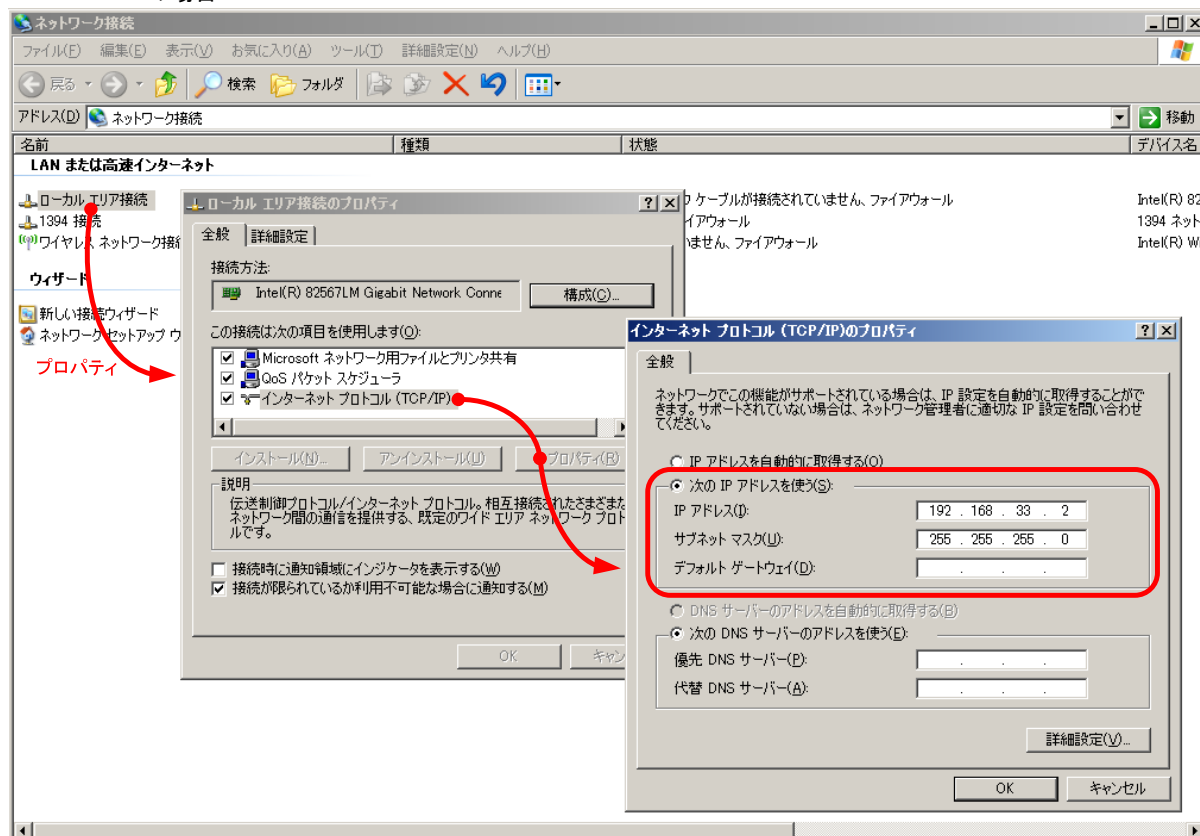 場合
ネットワーク接続
ファイル(F) 編集(E) 表示(V) お気に入り(A) ツール(T) 詳細設定(N) ヘルプ(H)
戻る 検索 フォルダ
アドレス(D) ネットワーク接続 移動
名前 種類 状態 デバイス名
LAN または高速インターネット
ローカル エリア接続
1394 接続
ワイヤレス ネットワーク接
ケーブルが接続されていません、ファイアウォール
イアウォール
いません、ファイアウォール
Intel(R) 82
1394 ネット
Intel(R) W
ウィザード
新しい接続ウィザード
ネットワーク セットアップ ウ
プロパティ
ローカル エリア接続のプロパティ
全般 詳細設定
接続方法:
Intel(R) 82567LM Gigabit Network Conne
構成(C)...
この接続は次の項目を使用します(O):
Microsoft ネットワーク用ファイルとプリンタ共有
QoS パケット スケジューラ
インターネット プロトコル (TCP/IP)
インストール(N)... アンインストール(U) プロパティ(R)
説明
伝送制御プロトコル/インターネット プロトコル。相互接続されたさまざまな
ネットワーク間の通信を提供する、既定のワイド エリア ネットワーク プロト
ルです。
接続時に通知領域にインジケータを表示する(W)
接続が限られているか利用不可能な場合に通知する(M)
OK キャン
インターネット プロトコル (TCP/IP)のプロパティ
全般
ネットワークでこの機能がサポートされている場合は、IP 設定を自動的に取得することがで
きます。サポートされていない場合は、ネットワーク管理者に適切な IP 設定を問い合わせ
てください。
IP アドレスを自動的に取得する(O)
次の IP アドレスを使う(S):
IP アドレス(I): 192 . 168 . 33 . 2
サブネット マスク(U): 255 . 255 . 255 . 0
デフォルト ゲートウェイ(D): . . .
DNS サーバーのアドレスを自動的に取得する(B)
次の DNS サーバーのアドレスを使う(E):
優先 DNS サーバー(P): . . .
代替 DNS サーバー(A): . . .
詳細設定(V)...
OK キャンセル